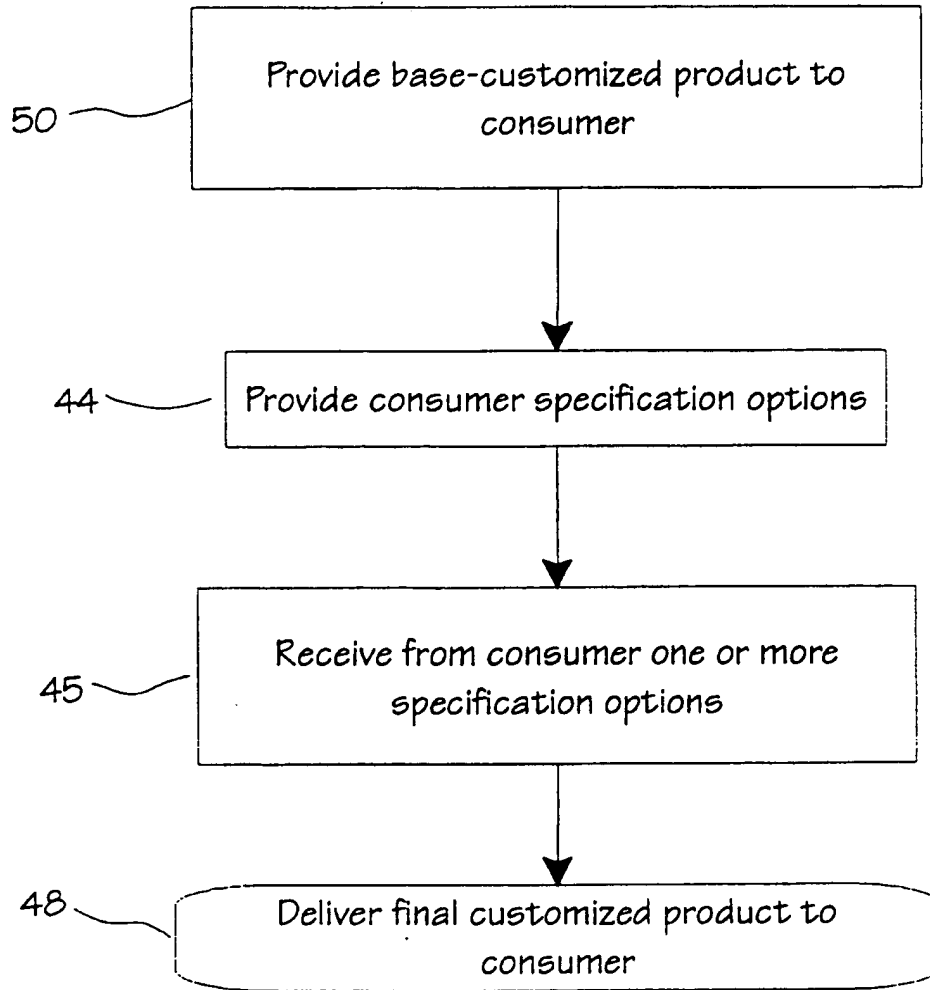 Provide base-customized product to
consumer
50
44
Provide consumer specification options
Receive from consumer one or more
specification options
45
48
Deliver final customized product to
consumer